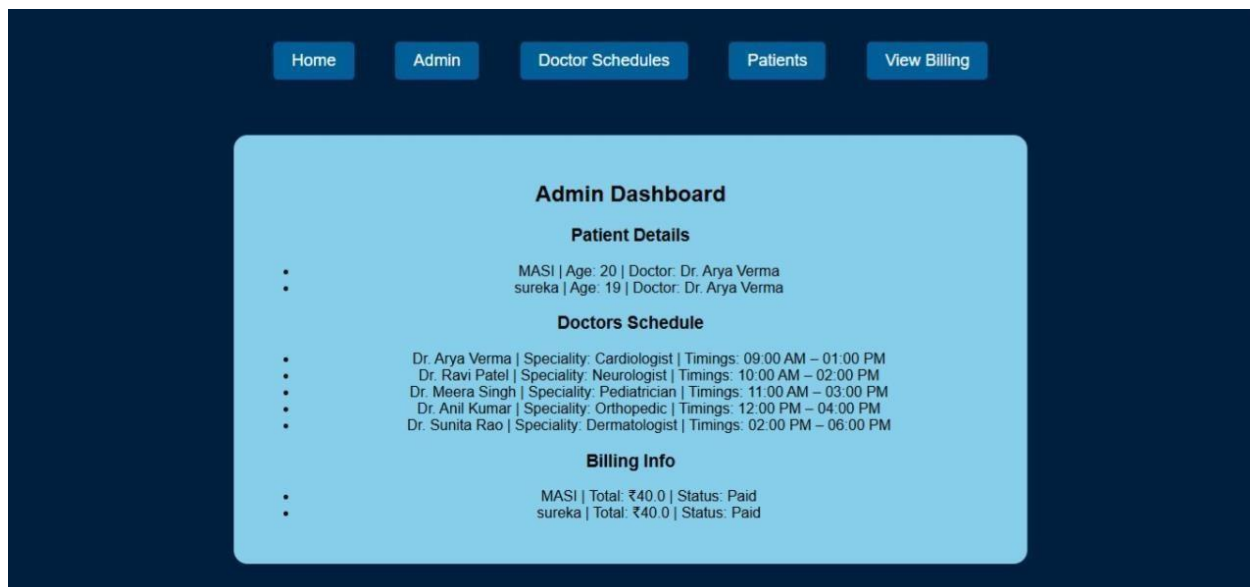 Home Admin Doctor Schedules Patients View Billing
Admin Dashboard
Patient Details
• MASI | Age: 20 | Doctor: Dr. Arya Verma
• sureka | Age: 19 | Doctor: Dr. Arya Verma
Doctors Schedule
• Dr. Arya Verma | Speciality: Cardiologist | Timings: 09:00 AM – 01:00 PM
• Dr. Ravi Patel | Speciality: Neurologist | Timings: 10:00 AM – 02:00 PM
• Dr. Meera Singh | Speciality: Pediatrician | Timings: 11:00 AM – 03:00 PM
• Dr. Anil Kumar | Speciality: Orthopedic | Timings: 12:00 PM – 04:00 PM
• Dr. Sunita Rao | Speciality: Dermatologist | Timings: 02:00 PM – 06:00 PM
Billing Info
• MASI | Total: ₹40.0 | Status: Paid
• sureka | Total: ₹40.0 | Status: Paid